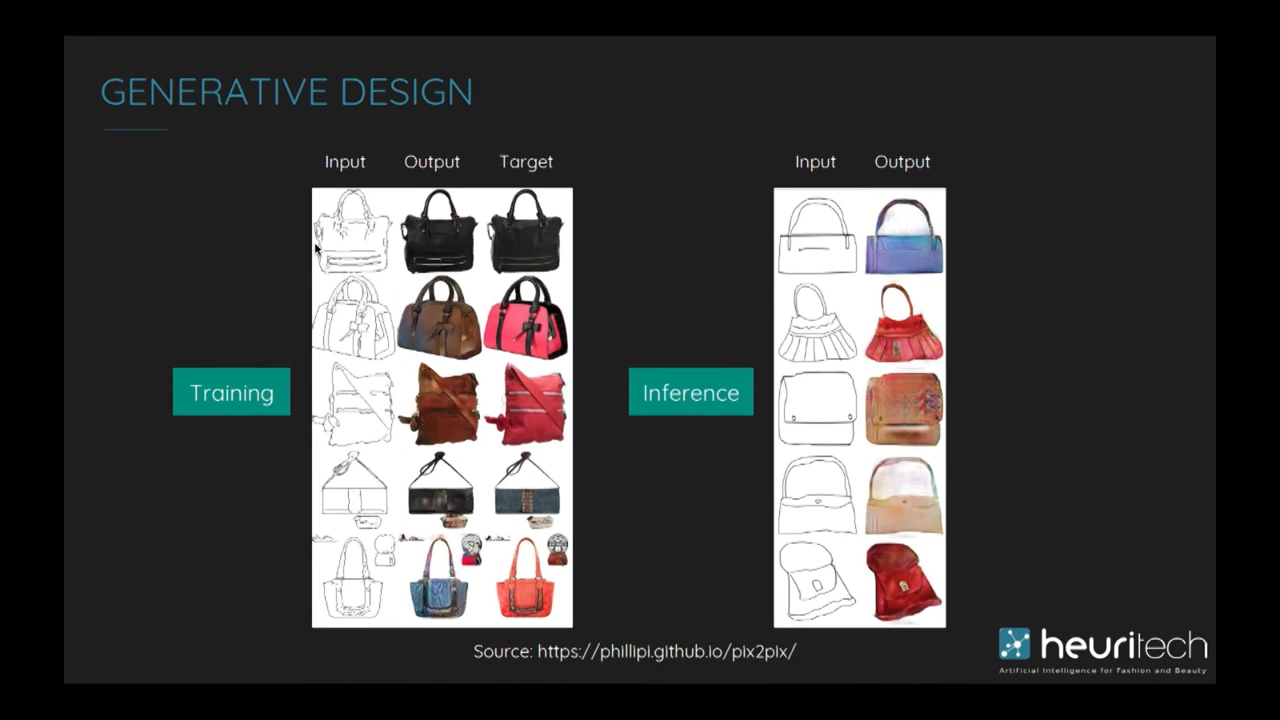 GENERATIVE DESIGN
Input Output Target
Input Output
Training
Inference
Source: https://phillipi.github.io/pix2pix/
heuritech
Artificial Intelligence for Fashion and Beauty